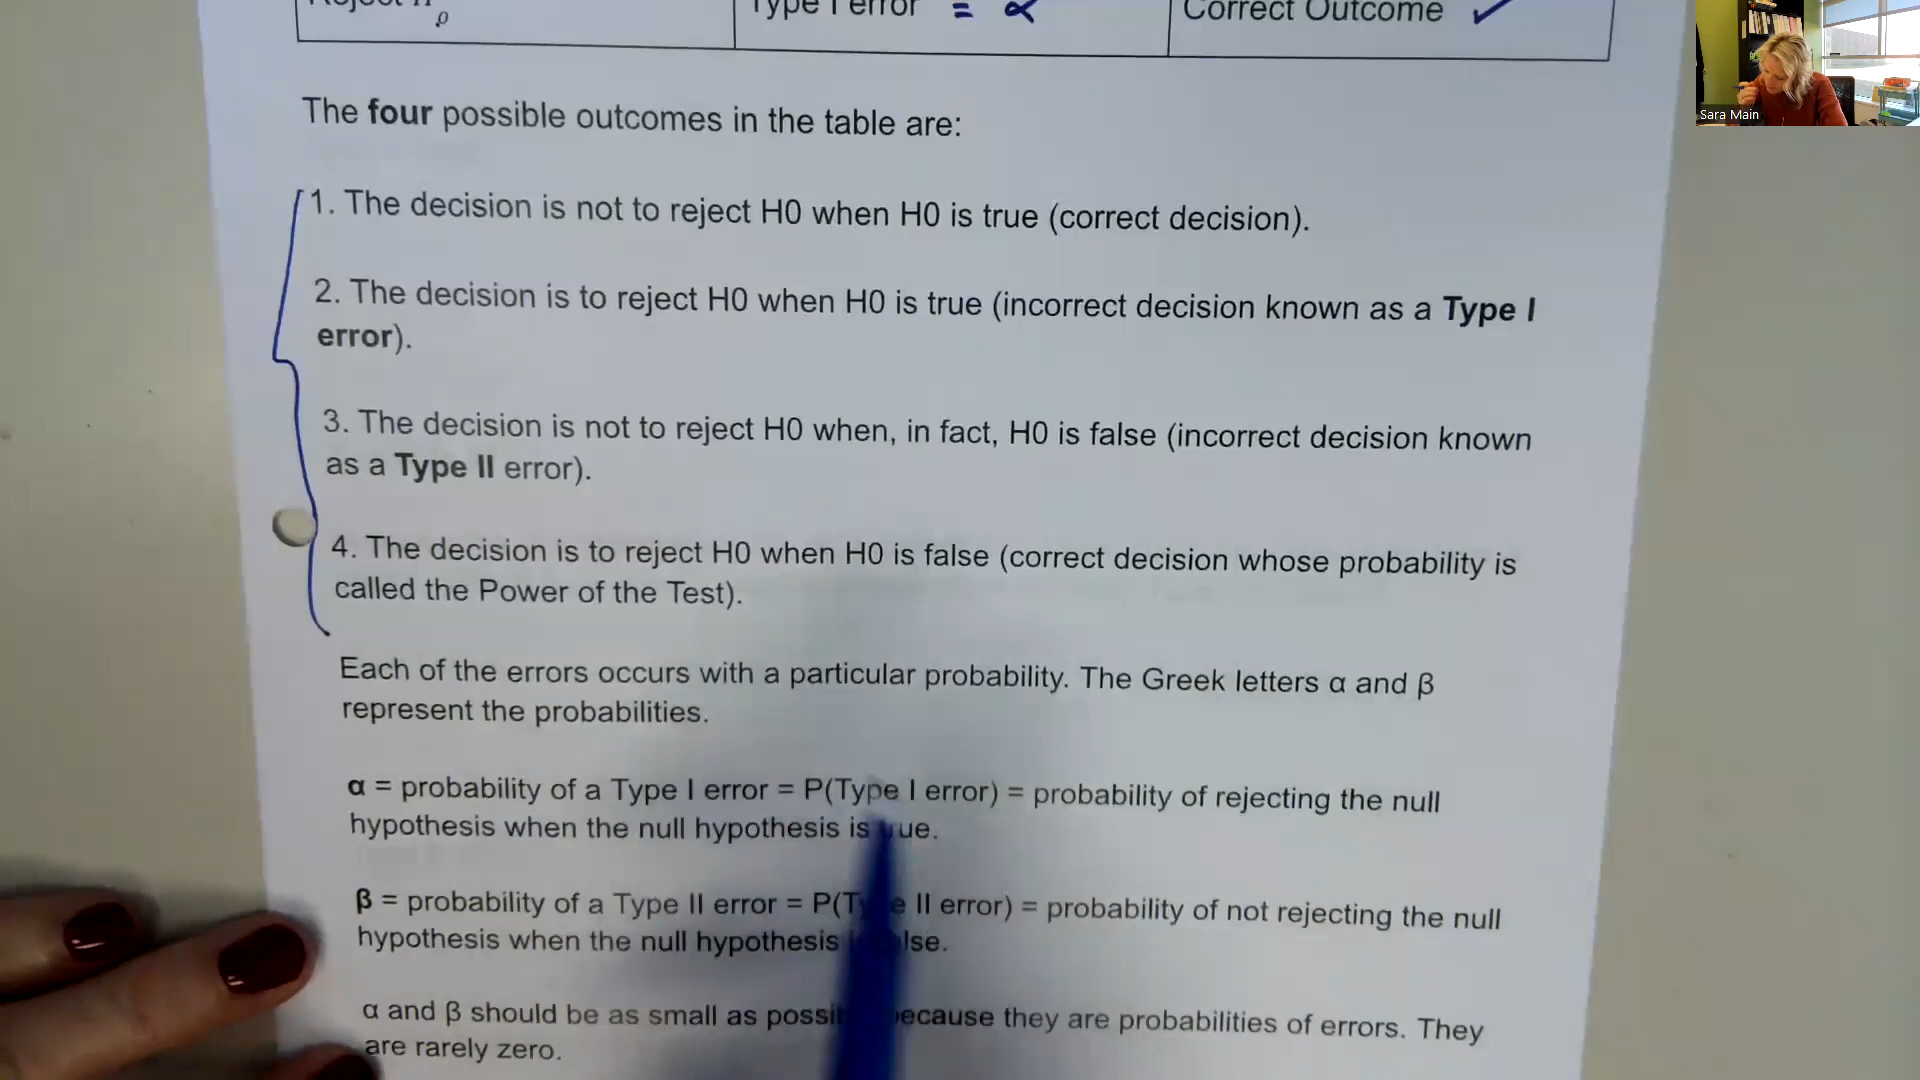 Reject H
ρ
Type I error = α
Correct Outcome ✓
Sara Main
The four possible outcomes in the table are:
1. The decision is not to reject H0 when H0 is true (correct decision).
2. The decision is to reject H0 when H0 is true (incorrect decision known as a Type I
error).
3. The decision is not to reject H0 when, in fact, H0 is false (incorrect decision known
as a Type II error).
4. The decision is to reject H0 when H0 is false (correct decision whose probability is
called the Power of the Test).
Each of the errors occurs with a particular probability. The Greek letters α and β
represent the probabilities.
α = probability of a Type I error = P(Type I error) = probability of rejecting the null
hypothesis when the null hypothesis is true.
β = probability of a Type II error = P(Type II error) = probability of not rejecting the null
hypothesis when the null hypothesis is false.
α and β should be as small as possible because they are probabilities of errors. They
are rarely zero.